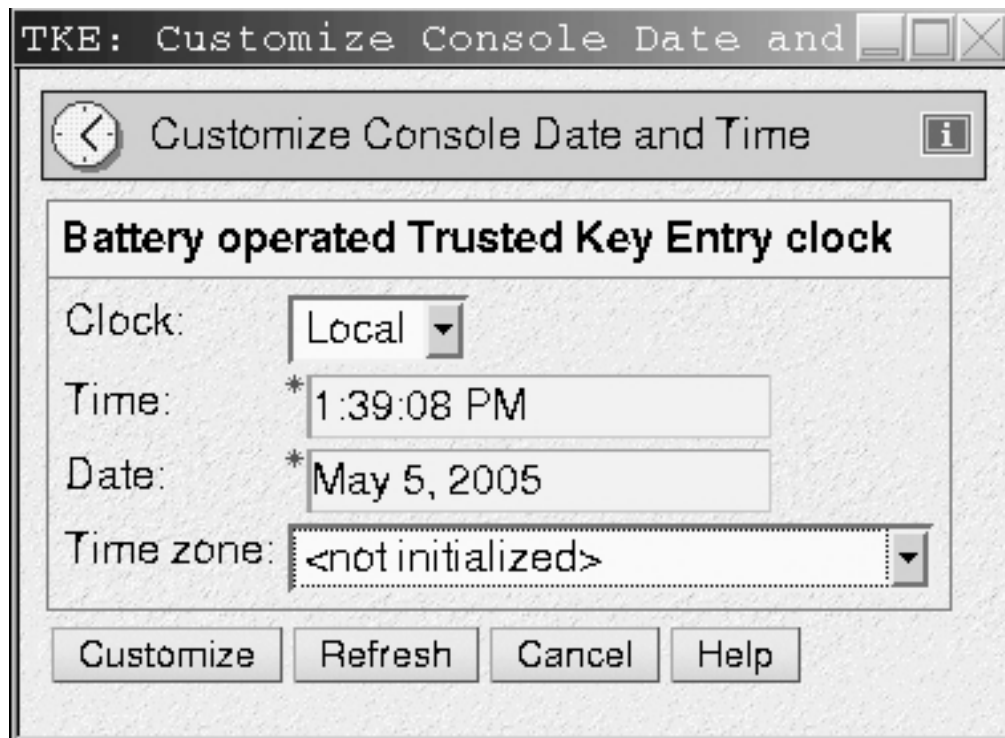 TKE: Customize Console Date and
Customize Console Date and Time
i
Battery operated Trusted Key Entry clock
Clock: Local
Time: *1:39:08 PM
Date: *May 5, 2005
Time zone: <not initialized>
Customize Refresh Cancel Help